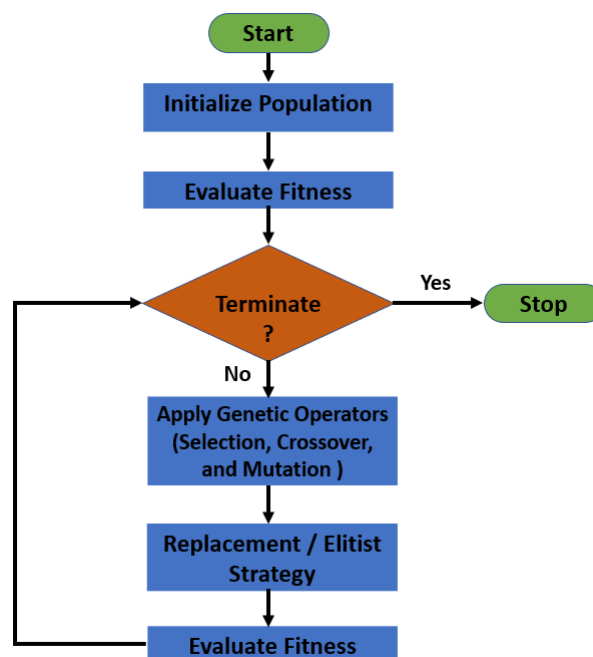 Start
Initialize Population
Evaluate Fitness
Terminate
?
Yes
Stop
No
Apply Genetic Operators
(Selection, Crossover,
and Mutation )
Replacement / Elitist
Strategy
Evaluate Fitness